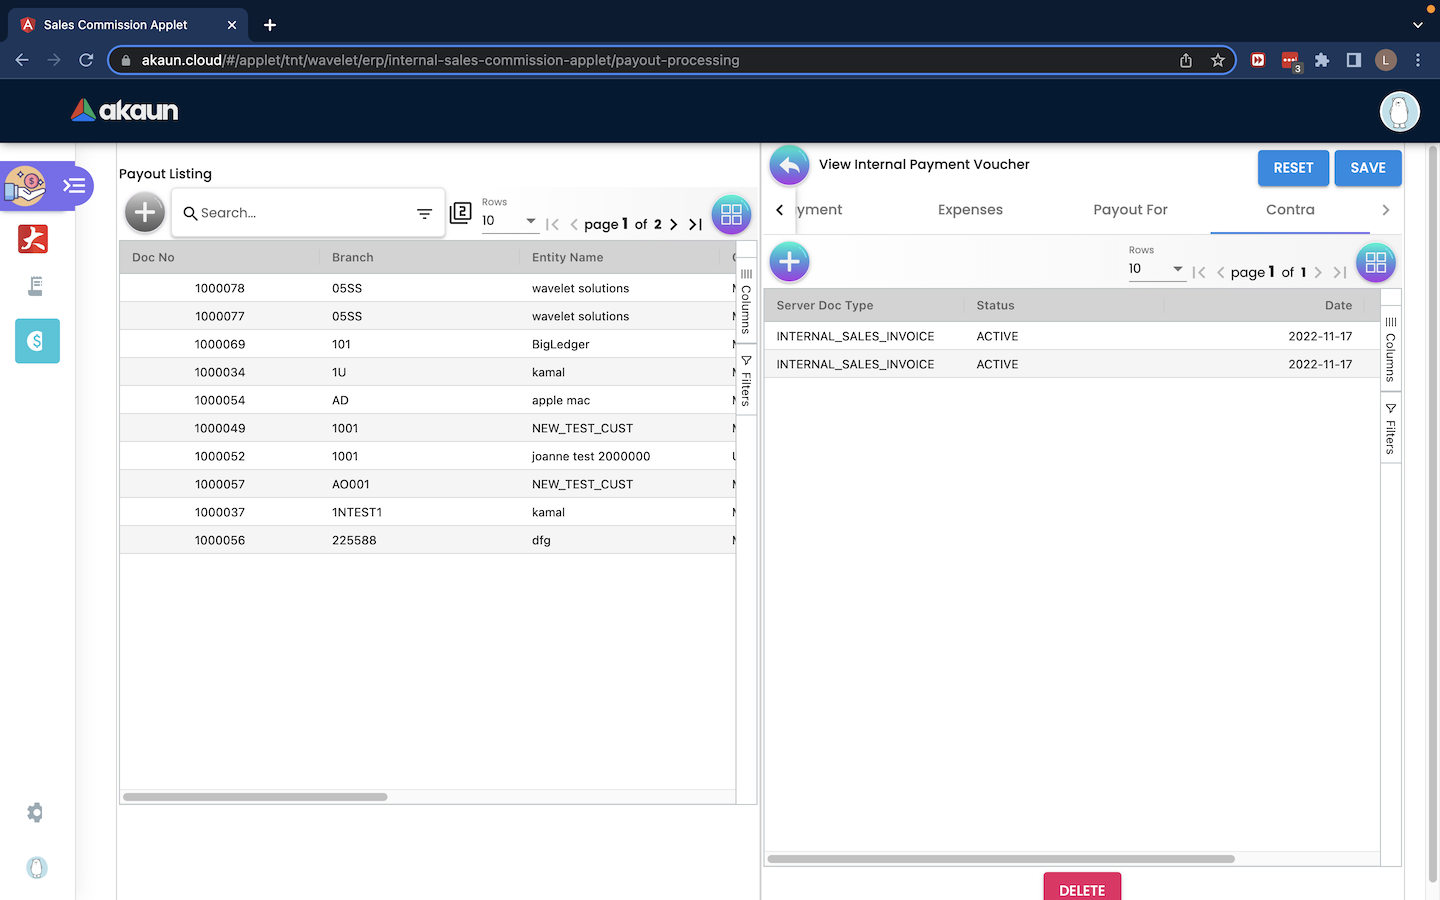 Sales Commission Applet
akaun.cloud/#/applet/tnt/wavelet/erp/internal-sales-commission-applet/payout-processing
3
L
akaun
Payout Listing
Search...
2
Rows
10
page 1 of 2
Doc No Branch Entity Name
1000078 05SS wavelet solutions
1000077 05SS wavelet solutions
1000069 101 BigLedger
1000034 1U kamal
1000054 AD apple mac
1000049 1001 NEW_TEST_CUST
1000052 1001 joanne test 2000000
1000057 AO001 NEW_TEST_CUST
1000037 1NTEST1 kamal
1000056 225588 dfg
Columns
Filters
View Internal Payment Voucher
RESET SAVE
yment Expenses Payout For Contra
Rows
10
page 1 of 1
Server Doc Type Status Date
INTERNAL_SALES_INVOICE ACTIVE 2022-11-17
INTERNAL_SALES_INVOICE ACTIVE 2022-11-17
Columns
Filters
DELETE